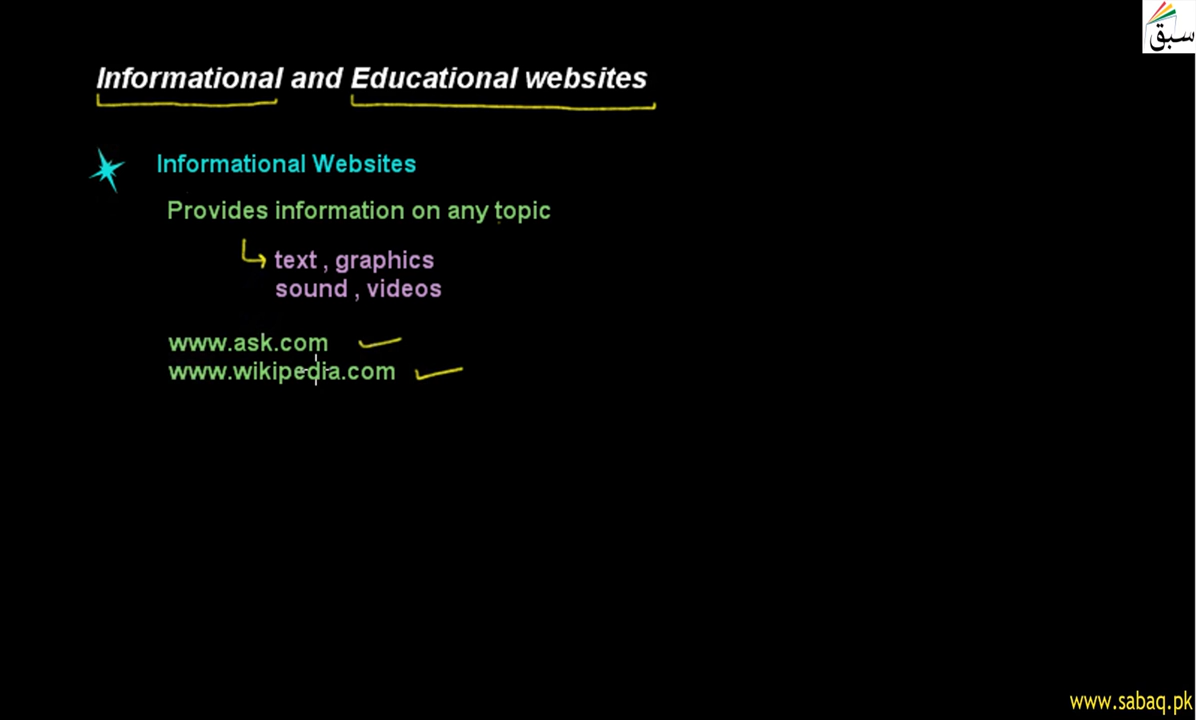 سبق
Informational and Educational websites
Informational Websites
Provides information on any topic
text , graphics
sound , videos
www.ask.com
www.wikipedia.com
www.sabaq.pk